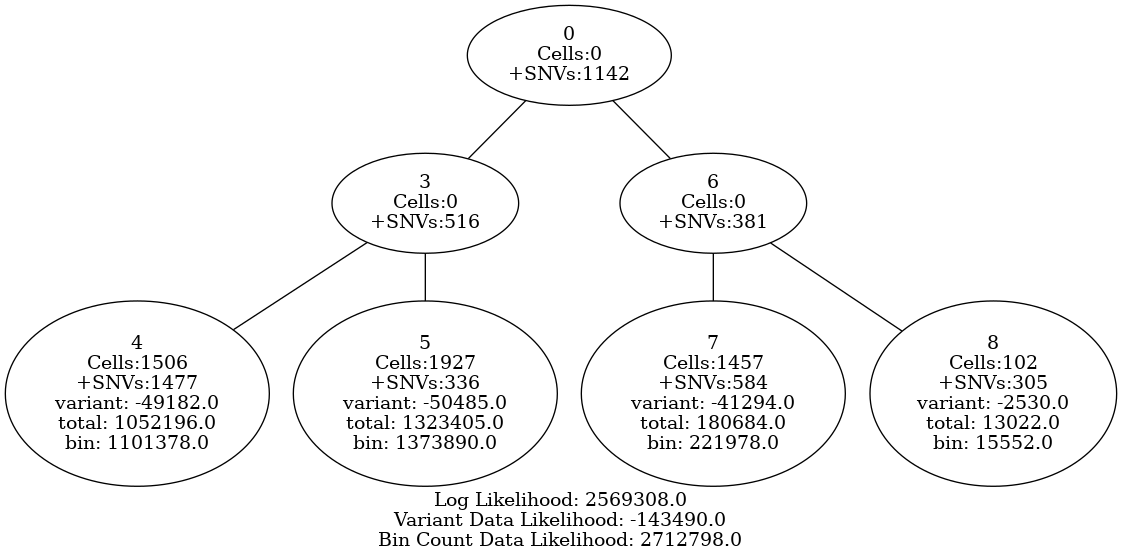 0
Cells:0
+SNVs:1142
3
Cells:0
+SNVs:516
6
Cells:0
+SNVs:381
4
Cells:1506
+SNVs:1477
variant: -49182.0
total: 1052196.0
bin: 1101378.0
5
Cells:1927
+SNVs:336
variant: -50485.0
total: 1323405.0
bin: 1373890.0
7
Cells:1457
+SNVs:584
variant: -41294.0
total: 180684.0
bin: 221978.0
8
Cells:102
+SNVs:305
variant: -2530.0
total: 13022.0
bin: 15552.0
Log Likelihood: 2569308.0
Variant Data Likelihood: -143490.0
Bin Count Data Likelihood: 2712798.0